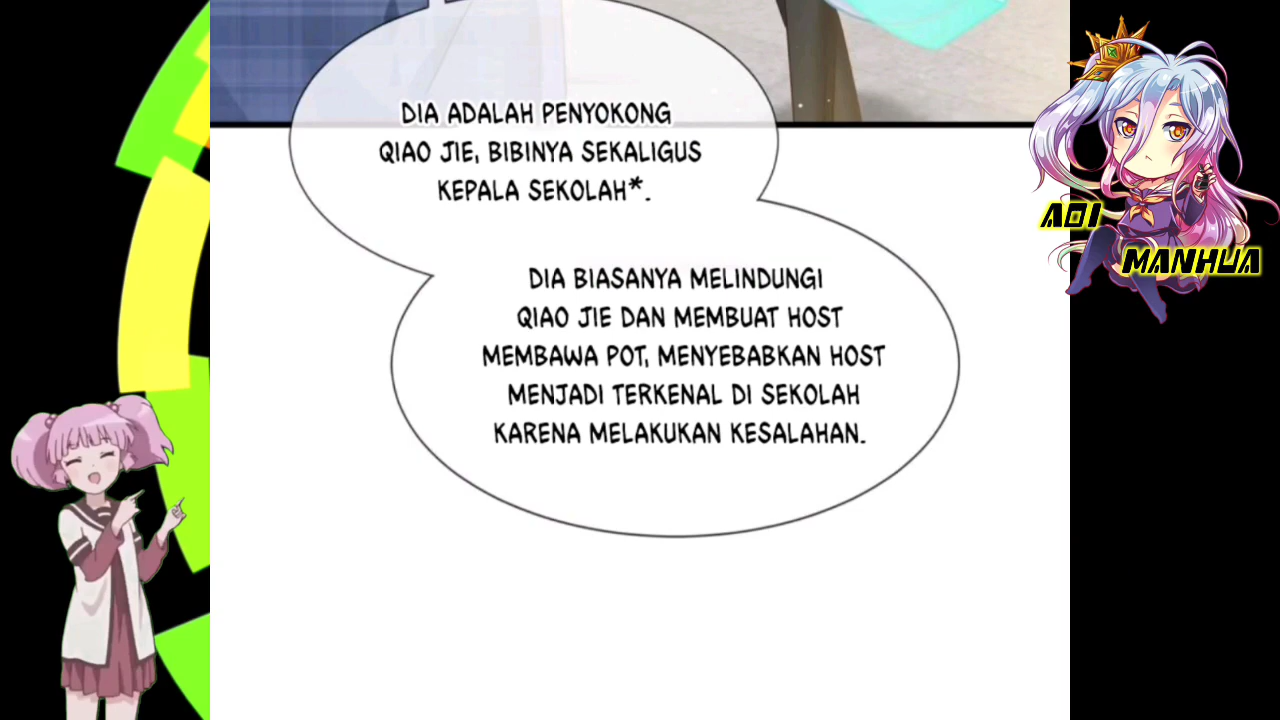 DIA ADALAH PENYOKONG
QIAO JIE, BIBINYA SEKALIGUS
KEPALA SEKOLAH*.
DIA BIASANYA MELINDUNGI
QIAO JIE DAN MEMBUAT HOST
MEMBAWA POT, MENYEBABKAN HOST
MENJADI TERKENAL DI SEKOLAH
KARENA MELAKUKAN KESALAHAN.
AOI
MANHUA